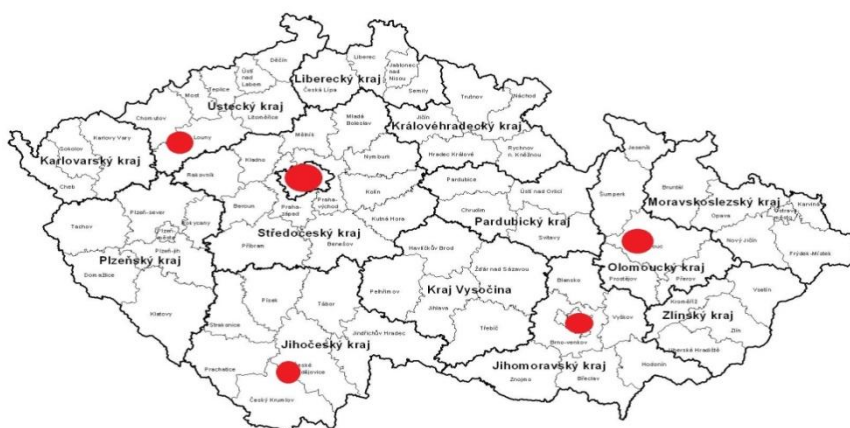 Děčín
Ústí
nad
Labem
Teplice
Most
Ústecký kraj
Litoměřice
Chomutov
Louny
Liberec
Jablonec
nad
Nisou
Liberecký kraj
Česká Lípa
Semily
Trutnov
Náchod
Jičín
Královéhradecký kraj
Hradec Králové
Rychnov
n. Kněžnou
Sokolov
Karlovy Vary
Karlovarský kraj
Cheb
Mělník
Mladá
Boleslav
Rakovník
Kladno
Nymburk
Kolín
Beroun
Praha-
západ
Praha-
východ
Kutná Hora
Středočeský kraj
Příbram
Benešov
Pardubice
Ústí nad Orlicí
Chrudim
Pardubický kraj
Svitavy
Tachov
Plzeň-sever
Plzeň-
Plzeňský kraj
Domažlice
Klatovy
Havlíčkův Brod
Žďár nad Sázavou
Pelhřimov
Kraj Vysočina
Jihlava
Třebíč
Písek
Tábor
Strakonice
Jindřichův Hradec
Jihočeský kraj
Prachatice
Český Krumlov
Jeseník
Šumperk
Bruntál
Moravskoslezský kraj
Opava
Karviná
Nový Jičín
Frýdek-Místek
Olomoucký kraj
Prostějov
Přerov
Blansko
Vyškov
Brno-venkov
Jihomoravský kraj
Znojmo
Břeclav
Hodonín
Kroměříž
Vsetín
Zlínský kraj
Zlín
Uherské Hradiště